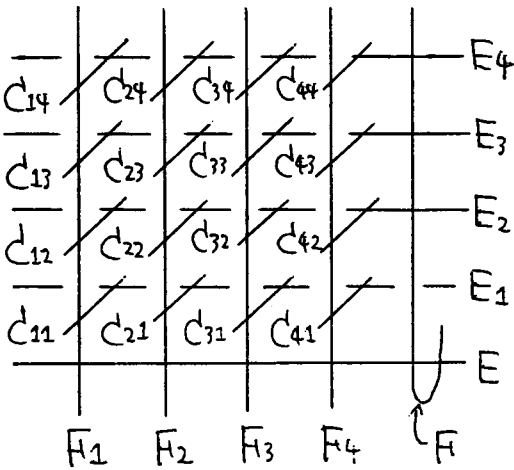 C14 C24 C34 C44 E4
C13 C23 C33 C43 E3
C12 C22 C32 C42 E2
C11 C21 C31 C41 E1
E
F1 F2 F3 F4 F